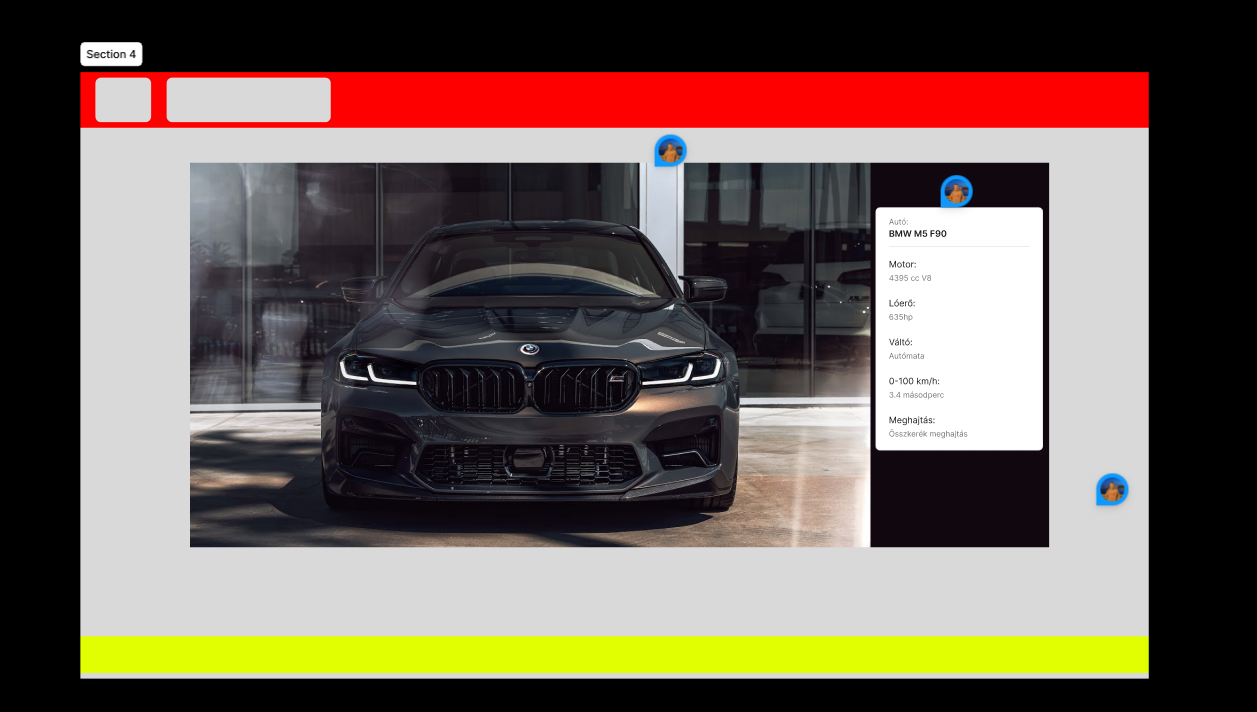 Section 4
Autó:
BMW M5 F90
Motor:
4395 cc V8
Lóerő:
635hp
Váltó:
Autómata
0-100 km/h:
3.4 másodperc
Meghajtás:
Összkerék meghajtás